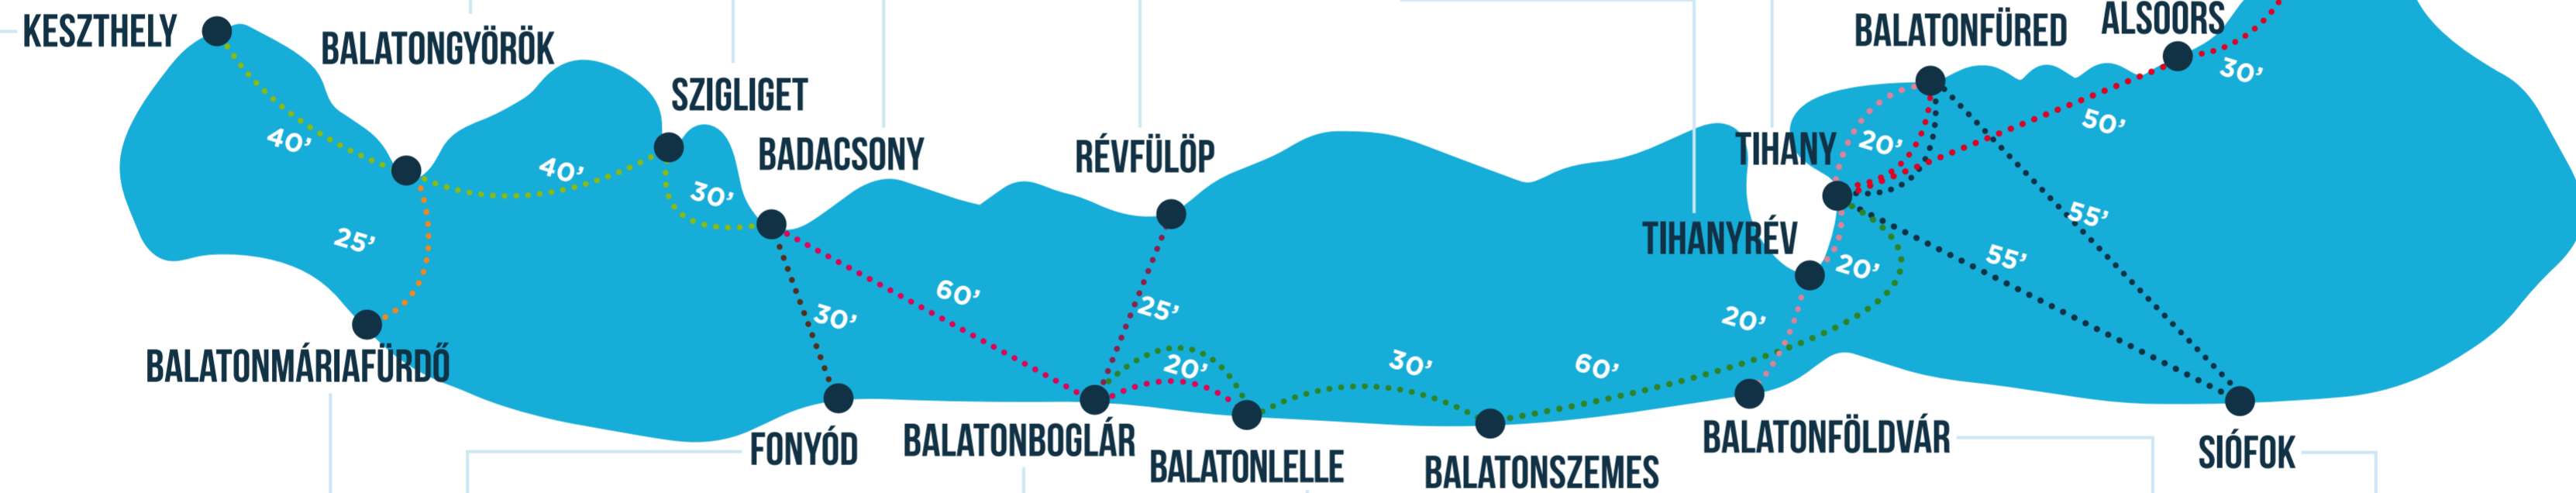 KESZTHELY
BALATONGYÖRÖK
SZIGLIGET
BADACSONY
RÉVFÜLÖP
BALATONFÜRED
ALSÓÖRS
TIHANY
TIHANYRÉV
40’
40’
30’
25’
60’
30’
25’
20’
30’
60’
20’
20’
20’
50’
30’
55’
55’
BALATONMÁRIAFÜRDŐ
FONYÓD
BALATONBOGLÁR
BALATONLELLE
BALATONSZEMES
BALATONFÖLDVÁR
SIÓFOK